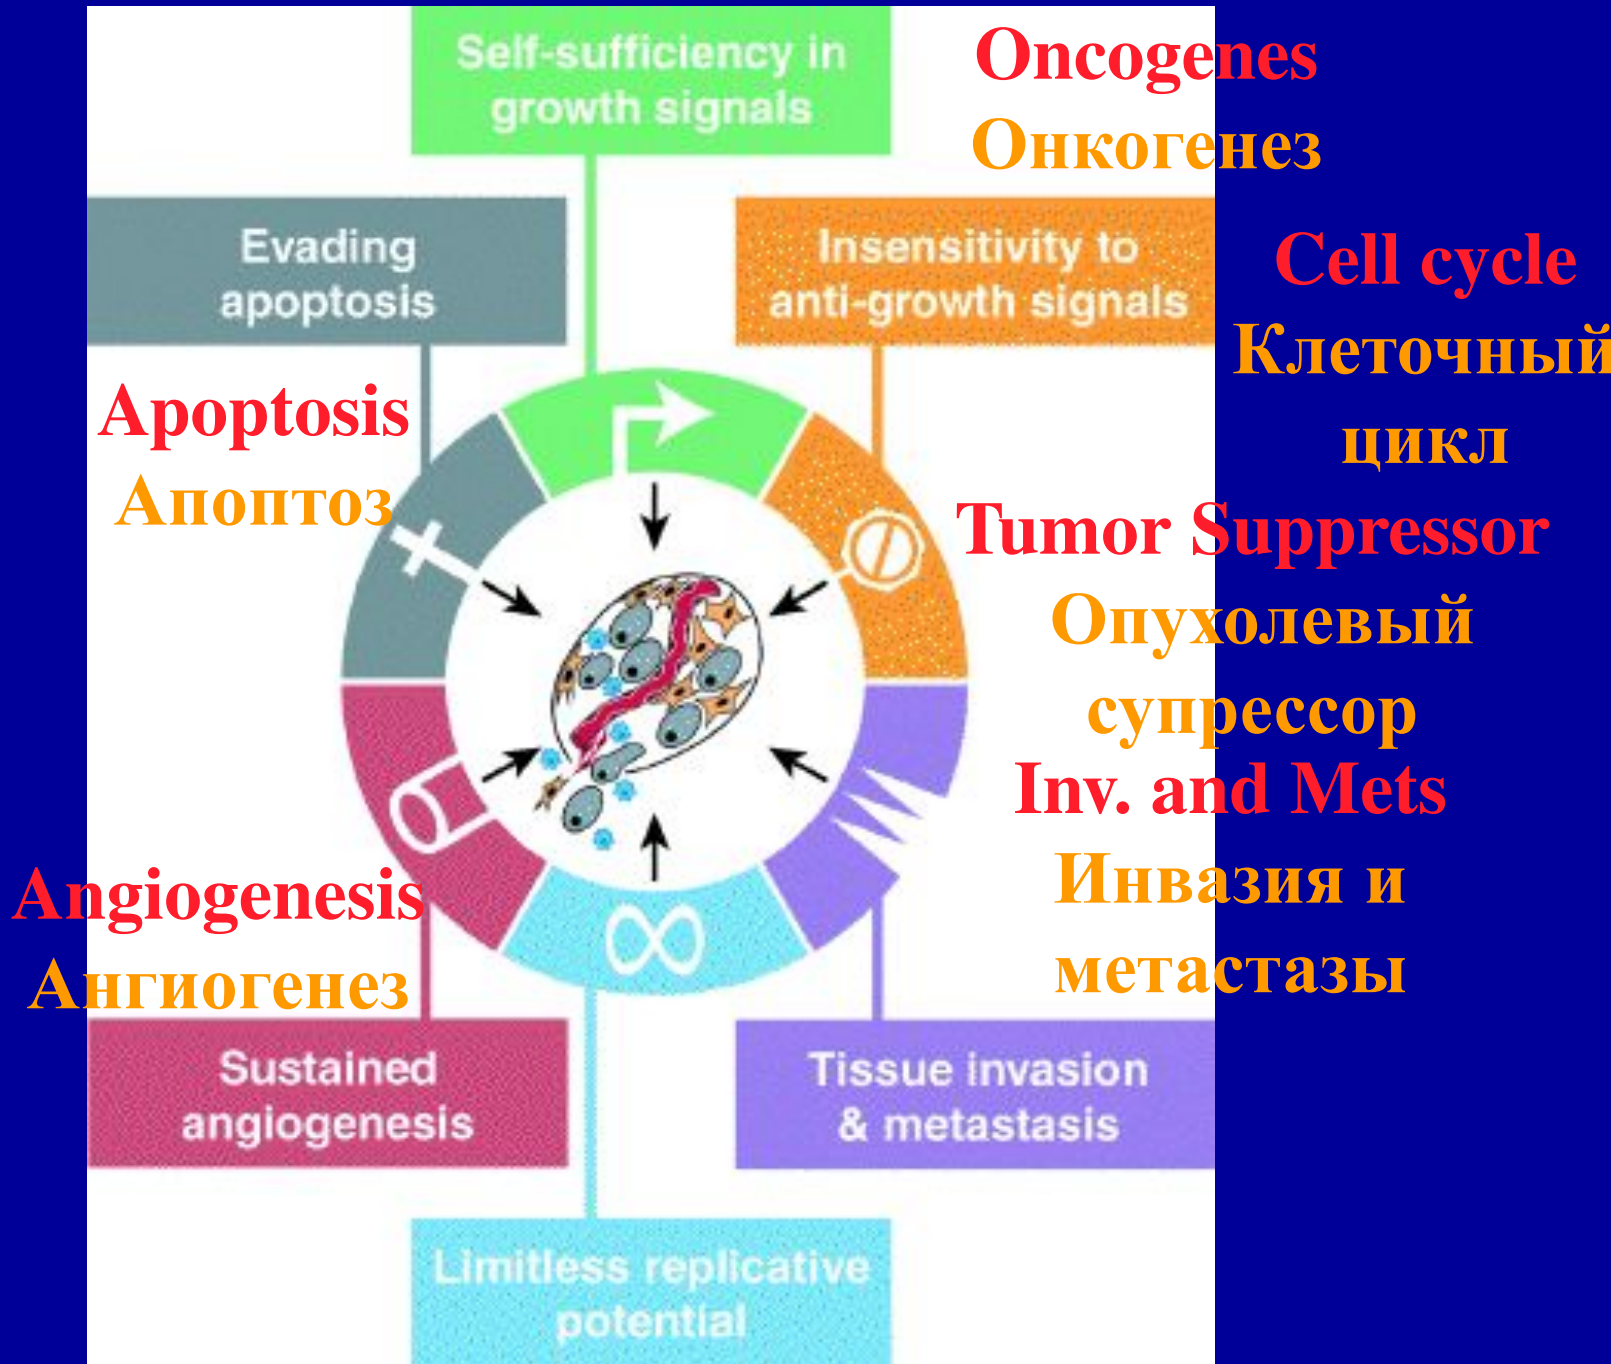 Self-sufficiency in
growth signals
Oncogenes
Онкогенез
Evading
apoptosis
Insensitivity to
anti-growth signals
Cell cycle
Клеточный
цикл
Apoptosis
Апоптоз
Tumor Suppressor
Опухолевый
супрессор
Inv. and Mets
Инвазия и
метастазы
Angiogenesis
Ангиогенез
Sustained
angiogenesis
Tissue invasion
& metastasis
Limitless replicative
potential